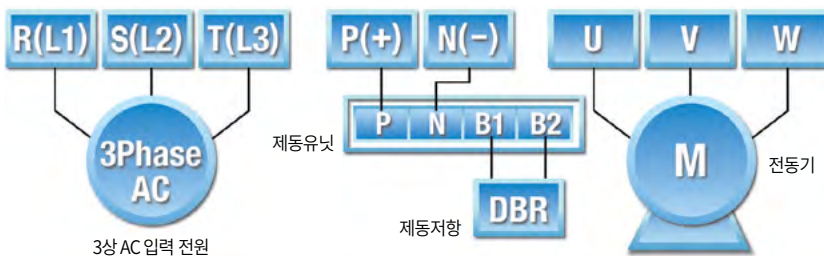 R(L1) S(L2) T(L3)
3Phase
AC
3상 AC 입력 전원
P(+) N(-)
제동유닛
P N B1 B2
제동저항
DBR
U V W
M
전동기